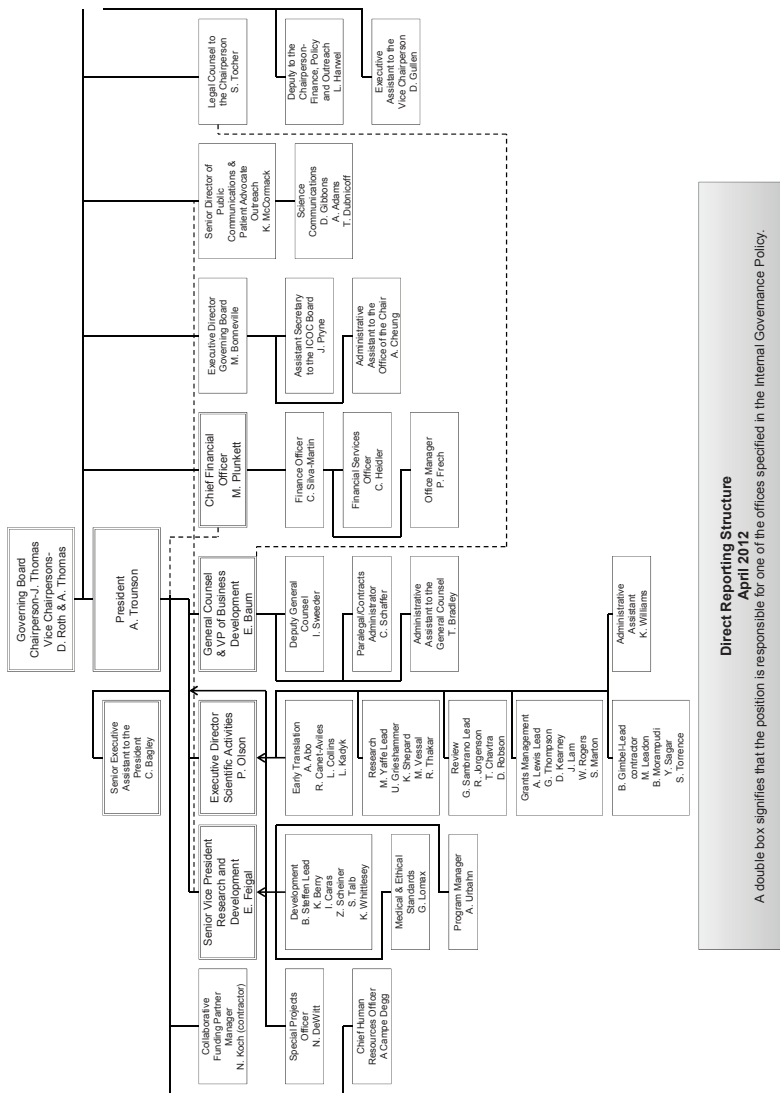 Governing Board
Chairperson-J. Thomas
Vice Chairpersons-
D. Roth & A. Thomas
President
A. Trounson
Senior Executive
Assistant to the
President
C. Bagley
Collaborative
Funding Partner
Manager
N. Koch (contractor)
Senior Vice President
Research and
Development
E. Feigal
Executive Director
Scientific Activities
P. Olson
General Counsel
& VP of Business
Development
E. Baum
Chief Financial
Officer
M. Plunkett
Executive Director
Governing Board
M. Bonneville
Senior Director of
Public
Communications &
Patient Advocate
Outreach
K. McCormack
Legal Counsel to
the Chairperson
S. Tocher
Special Projects
Officer
N. DeWitt
Development
B. Steffen Lead
K. Berry
I. Caras
Z. Scheiner
S. Talb
K. Whittlesey
Early Translation
A. Abo
R. Canet-Aviles
L. Collins
L. Kadyk
Deputy General
Counsel
I. Sweedler
Finance Officer
C. Silva-Martin
Assistant Secretary
to the ICOC Board
J. Pryne
Science
Communications
D. Gibbons
A. Adams
T. Dubnicoff
Deputy to the
Chairperson-
Finance, Policy
and Outreach
L. Harwel
Chief Human
Resources Officer
A Campe Degg
Medical & Ethical
Standards
G. Lomax
Research
M. Yaffe Lead
U. Grieshammer
K. Shepard
M. Vessal
R. Thakar
Paralegal/Contracts
Administrator
C. Schaffer
Financial Services
Officer
C. Heidler
Administrative
Assistant to the
Office of the Chair
A. Cheung
Executive
Assistant to the
Vice Chairperson
D. Gullen
Program Manager
A. Urbahn
Review
G. Sambrano Lead
R. Jorgenson
T. Chavtra
D. Robson
Administrative
Assistant to the
General Counsel
T. Bradley
Office Manager
P. Frech
Grants Management
A. Lewis Lead
G. Thompson
D. Kearney
J. Lam
W. Rogers
S. Marton
B. Gimbel-Lead
contractor
M. Leadon
B. Morampudi
Y. Sagar
S. Torrence
Administrative
Assistant
K. Williams
Direct Reporting Structure
April 2012
A double box signifies that the position is responsible for one of the offices specified in the Internal Governance Policy.